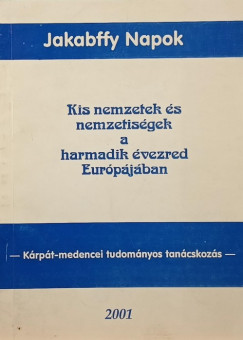 Jakabffy Napok
Kis nemzetek és
nemzetiségek
a
harmadik évezred
Európájában
— Kárpát-medencei tudományos tanácskozás —
2001